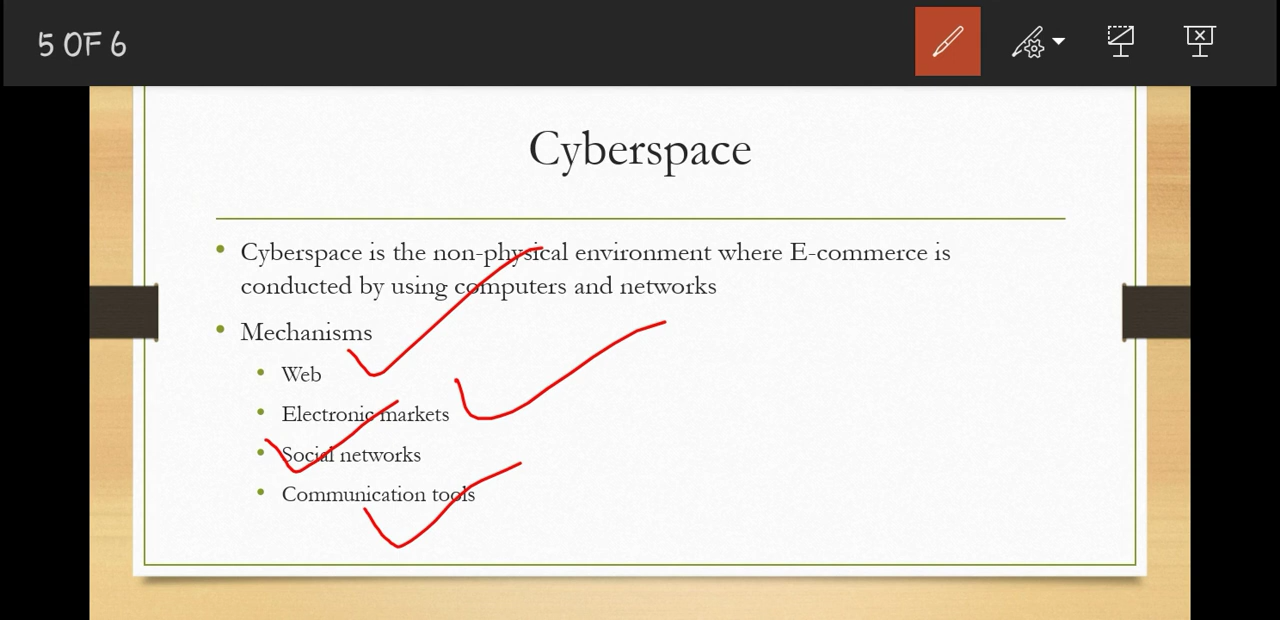 5 OF 6
Cyberspace
• Cyberspace is the non-physical environment where E-commerce is
conducted by using computers and networks
• Mechanisms
• Web
• Electronic markets
• Social networks
• Communication tools